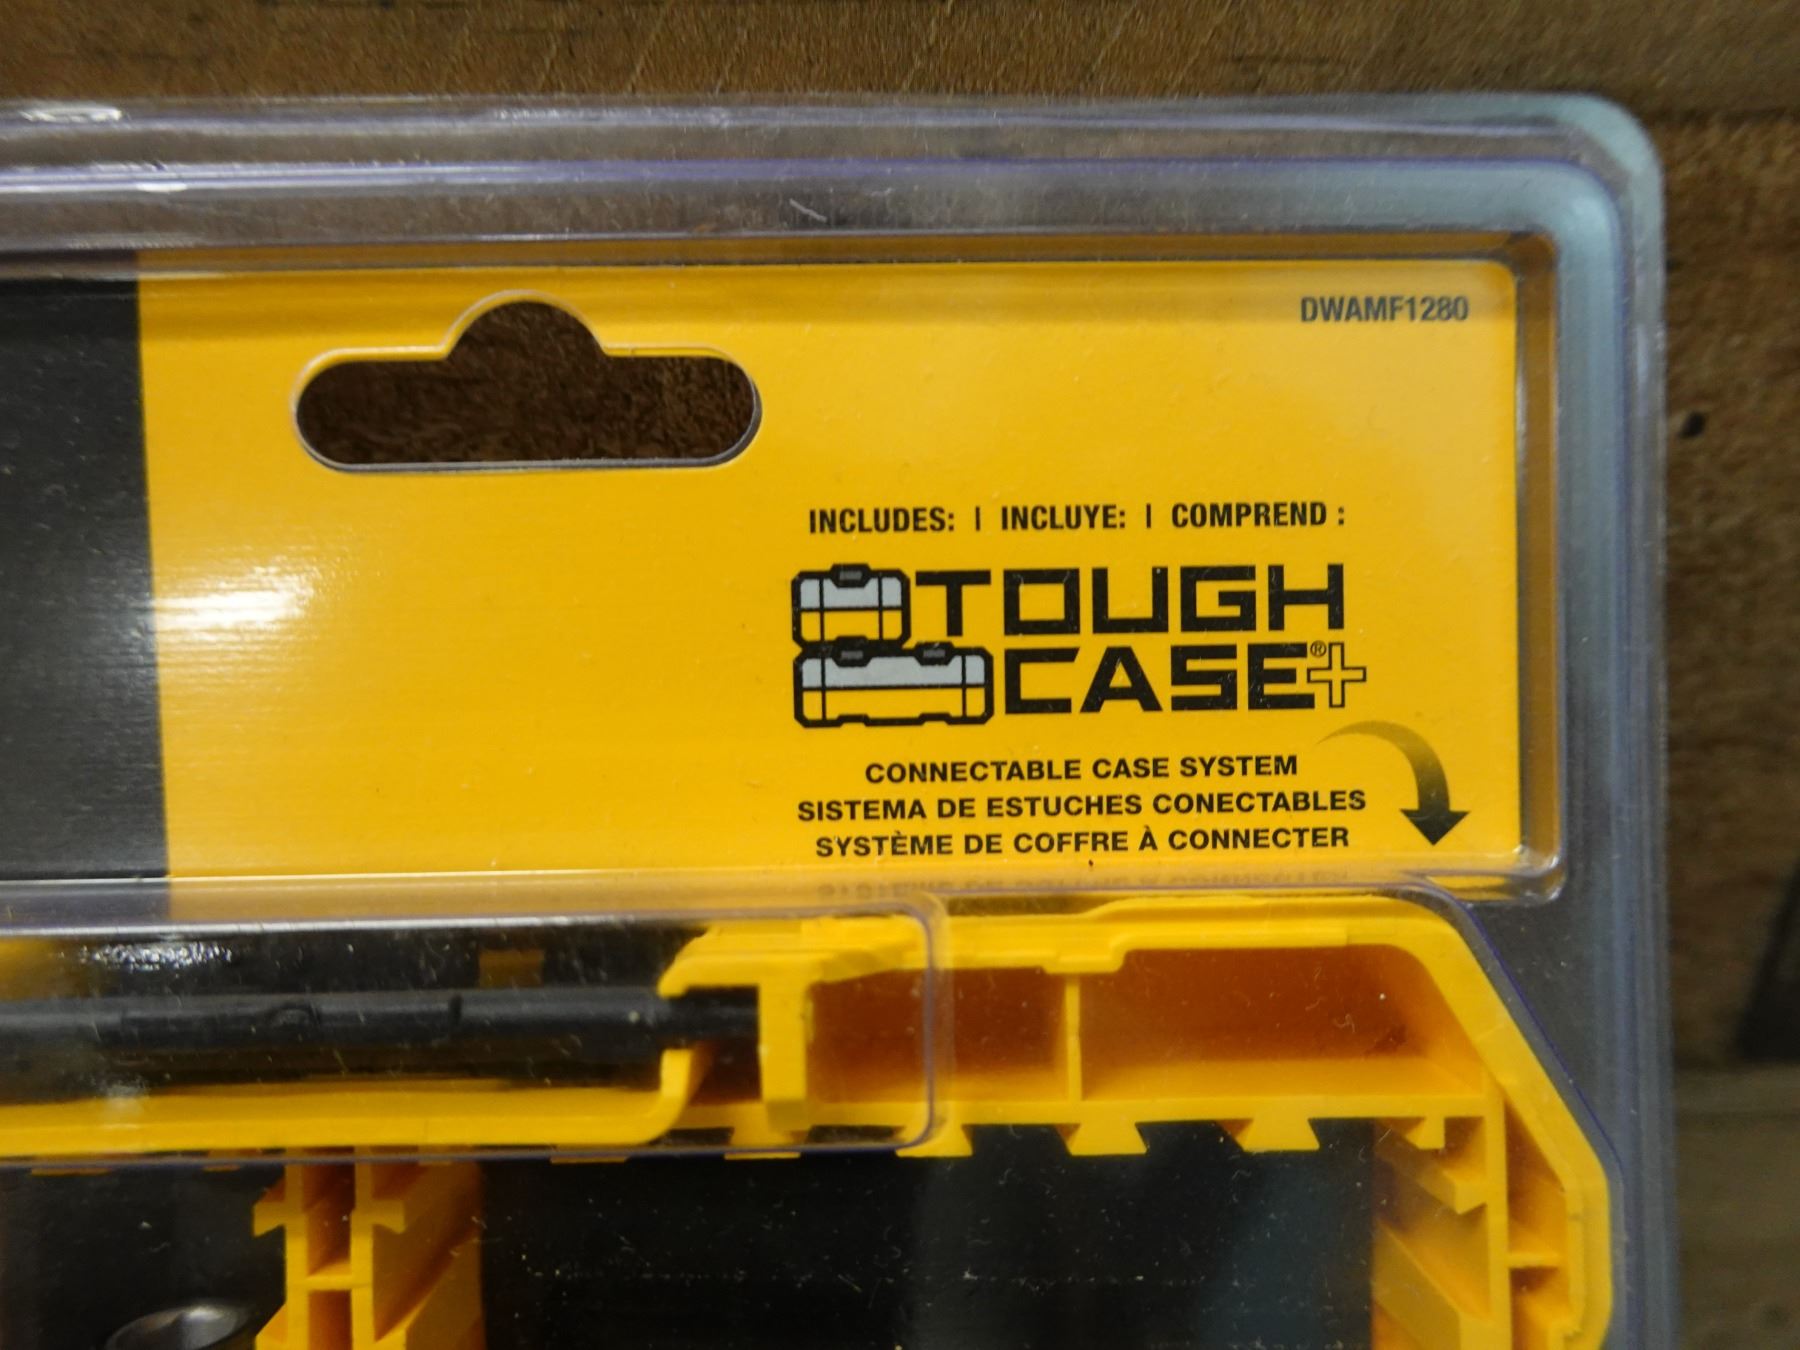 DWAMF1280
INCLUDES: | INCLUYE: | COMPREND :
TOUGH
CASE®+
CONNECTABLE CASE SYSTEM
SISTEMA DE ESTUCHES CONECTABLES
SYSTÈME DE COFFRE À CONNECTER